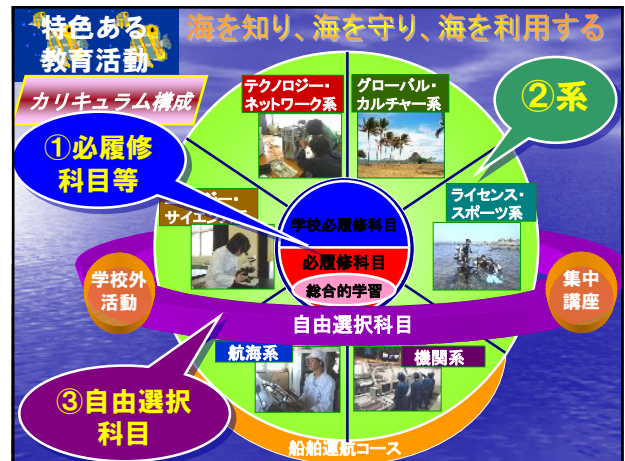 特色ある
教育活動
海を知り、海を守り、海を利用する
カリキュラム構成
テクノロジー・
ネットワーク系
グローバル・
カルチャー系
②系
①必履修
科目等
サイエンス系
ライセンス・
スポーツ系
学校必履修科目
必履修科目
総合的学習
学校外
活動
集中
講座
自由選択科目
航海系
機関系
③自由選択
科目
船舶運航コース